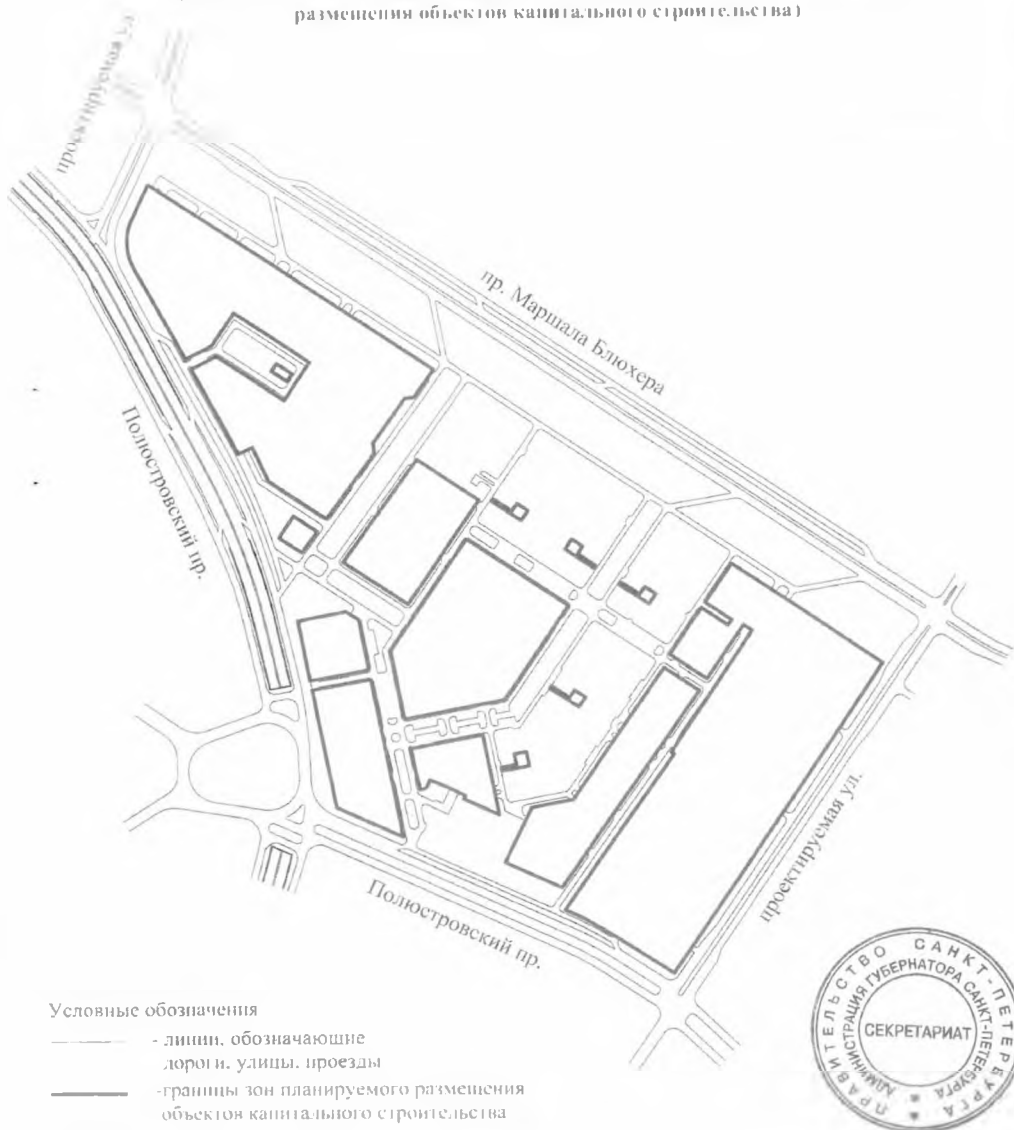 размещения объектов капитального строительства)
проектируемая ул.
пр. Маршала Блюхера
Полюстровский пр.
проектируемая ул.
Полюстровский пр.
Условные обозначения
- линии, обозначающие
дороги, улицы, проезды
-границы зон планируемого размещения
объектов капитального строительства
ПРАВИТЕЛЬСТВО САНКТ-ПЕТЕРБУРГА
АДМИНИСТРАЦИЯ ГУБЕРНАТОРА САНКТ-ПЕТЕРБУРГА
СЕКРЕТАРИАТ